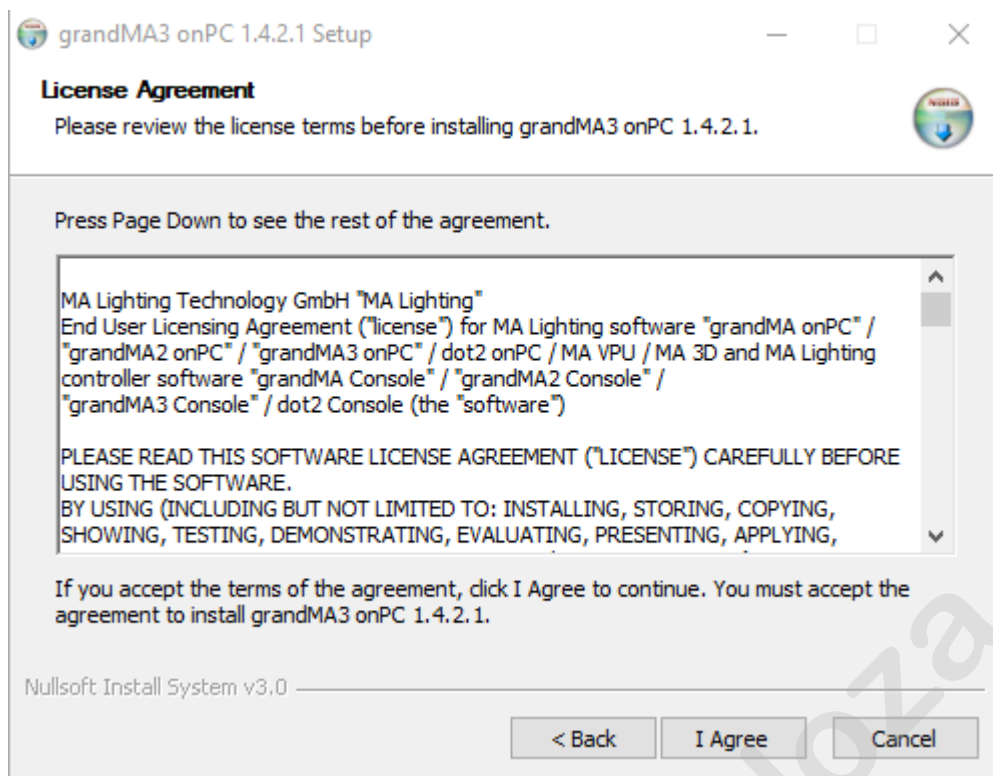 grandMA3 onPC 1.4.2.1 Setup
License Agreement
Please review the license terms before installing grandMA3 onPC 1.4.2.1.
Press Page Down to see the rest of the agreement.
MA Lighting Technology GmbH "MA Lighting"
End User Licensing Agreement ("license") for MA Lighting software "grandMA onPC" /
"grandMA2 onPC" / "grandMA3 onPC" / dot2 onPC / MA VPU / MA 3D and MA Lighting
controller software "grandMA Console" / "grandMA2 Console" /
"grandMA3 Console" / dot2 Console (the "software")
PLEASE READ THIS SOFTWARE LICENSE AGREEMENT ("LICENSE") CAREFULLY BEFORE
USING THE SOFTWARE.
BY USING (INCLUDING BUT NOT LIMITED TO: INSTALLING, STORING, COPYING,
SHOWING, TESTING, DEMONSTRATING, EVALUATING, PRESENTING, APPLYING,
If you accept the terms of the agreement, click I Agree to continue. You must accept the
agreement to install grandMA3 onPC 1.4.2.1.
Nullsoft Install System v3.0
< Back I Agree Cancel